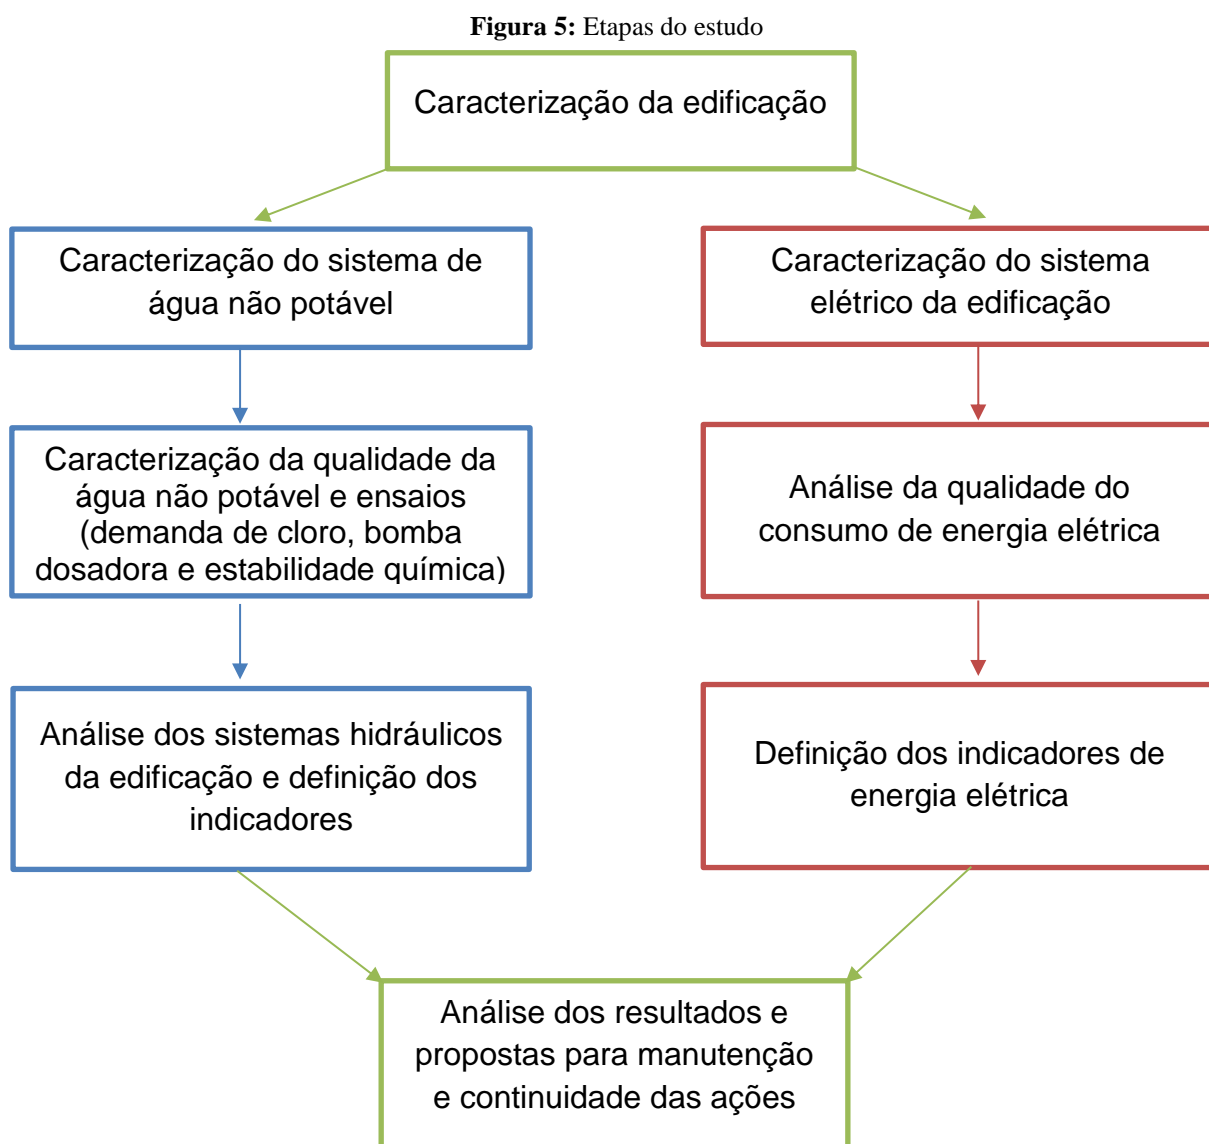 Figura 5: Etapas do estudo
Caracterização da edificação
Caracterização do sistema de
água não potável
Caracterização do sistema
elétrico da edificação
Caracterização da qualidade da
água não potável e ensaios
(demanda de cloro, bomba
dosadora e estabilidade química)
Análise da qualidade do
consumo de energia elétrica
Análise dos sistemas hidráulicos
da edificação e definição dos
indicadores
Definição dos indicadores de
energia elétrica
Análise dos resultados e
propostas para manutenção
e continuidade das ações